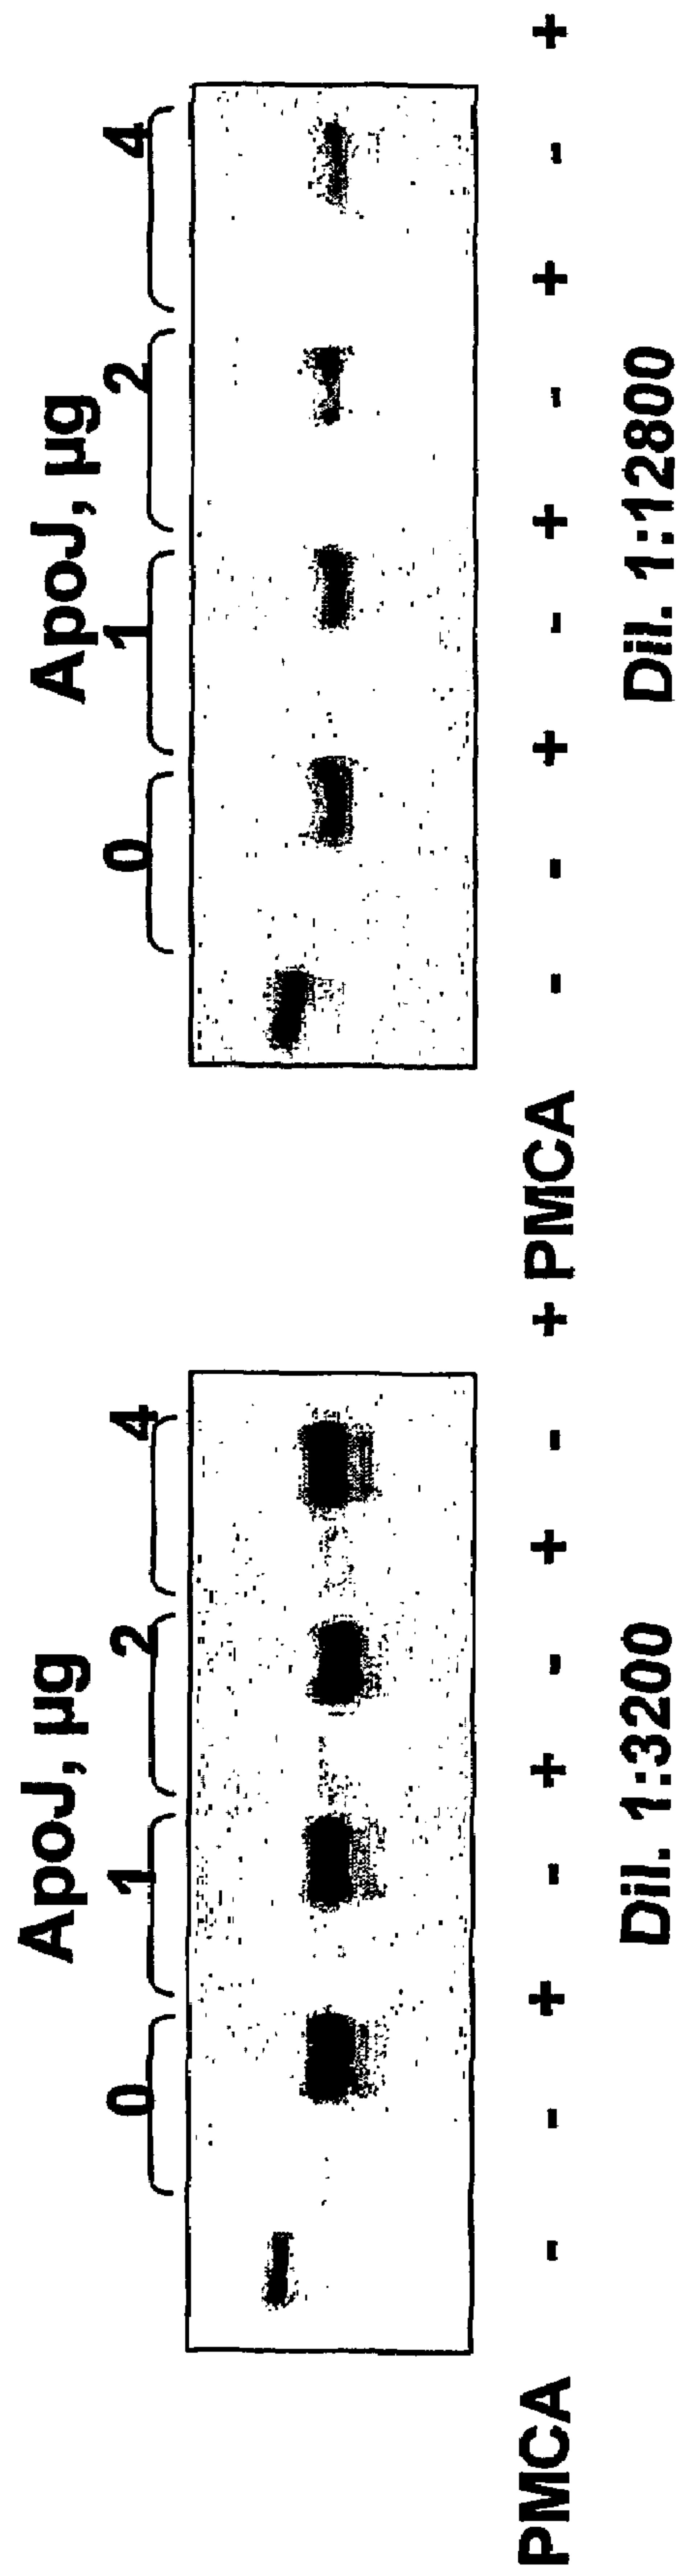 ApoJ, µg
0 1 2 4
PMCA - - + - + - + - +
Dil. 1:3200
ApoJ, µg
0 1 2 4
PMCA - - + - + - + - +
Dil. 1:12800